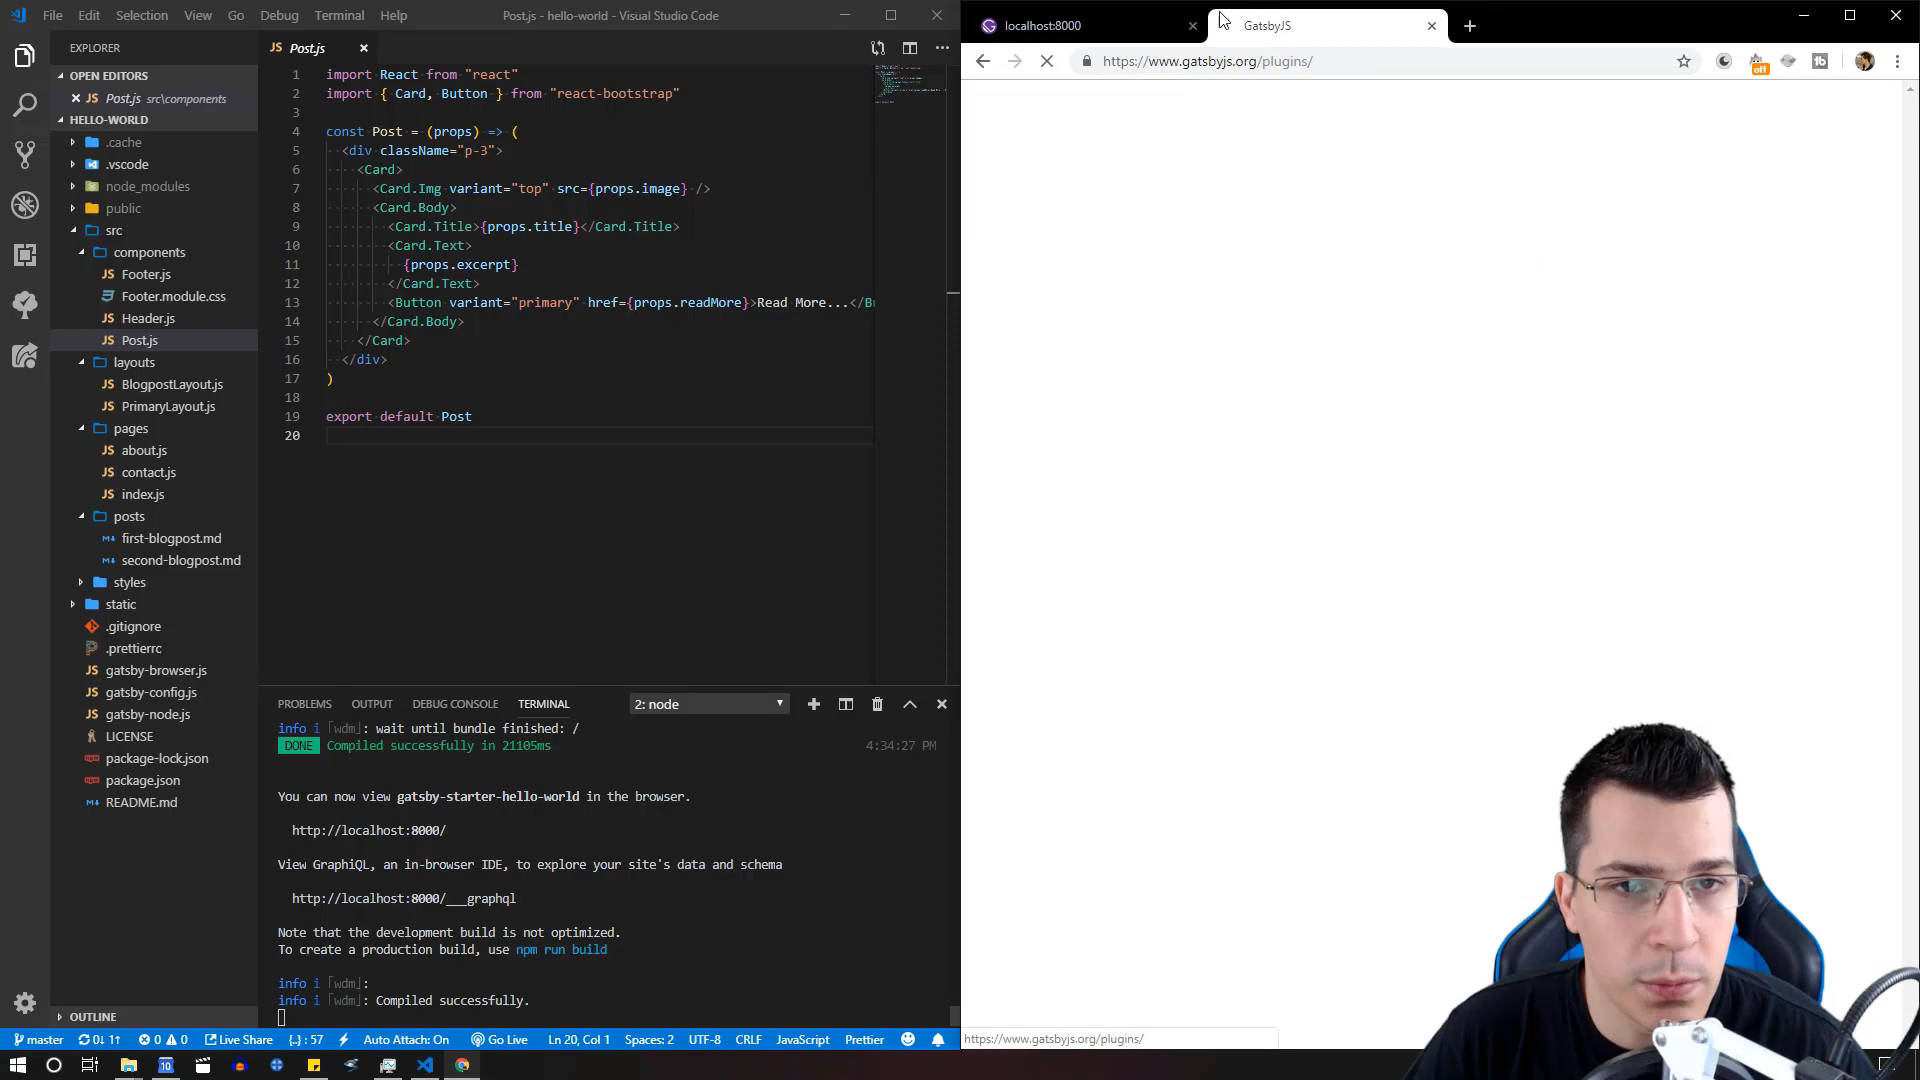 File Edit Selection View Go Debug Terminal Help
Post.js - hello-world - Visual Studio Code
EXPLORER
OPEN EDITORS
Post.js src\components
HELLO-WORLD
.cache
.vscode
node_modules
public
src
components
Footer.js
Footer.module.css
Header.js
Post.js
layouts
BlogpostLayout.js
PrimaryLayout.js
pages
about.js
contact.js
index.js
posts
first-blogpost.md
second-blogpost.md
styles
static
.gitignore
.prettierrc
gatsby-browser.js
gatsby-config.js
gatsby-node.js
LICENSE
package-lock.json
package.json
README.md
OUTLINE
Post.js
1 import React from "react"
2 import { Card, Button } from "react-bootstrap"
3
4 const Post = (props) => (
5 <div className="p-3">
6 <Card>
7 <Card.Img variant="top" src={props.image} />
8 <Card.Body>
9 <Card.Title>{props.title}</Card.Title>
10 <Card.Text>
11 {props.excerpt}
12 </Card.Text>
13 <Button variant="primary" href={props.readMore}>Read More...</Bu
14 </Card.Body>
15 </Card>
16 </div>
17 )
18
19 export default Post
20
PROBLEMS OUTPUT DEBUG CONSOLE TERMINAL
2: node
info i ｢wdm｣: wait until bundle finished: /
DONE Compiled successfully in 21105ms 4:34:27 PM
You can now view gatsby-starter-hello-world in the browser.
http://localhost:8000/
View GraphiQL, an in-browser IDE, to explore your site's data and schema
http://localhost:8000/___graphql
Note that the development build is not optimized.
To create a production build, use npm run build
info i ｢wdm｣:
info i ｢wdm｣: Compiled successfully.
master 0↓ 1↑ 0 0 Live Share {..} : 57 Auto Attach: On Go Live Ln 20, Col 1 Spaces: 2 UTF-8 CRLF JavaScript Prettier
localhost:8000
GatsbyJS
https://www.gatsbyjs.org/plugins/
off
https://www.gatsbyjs.org/plugins/